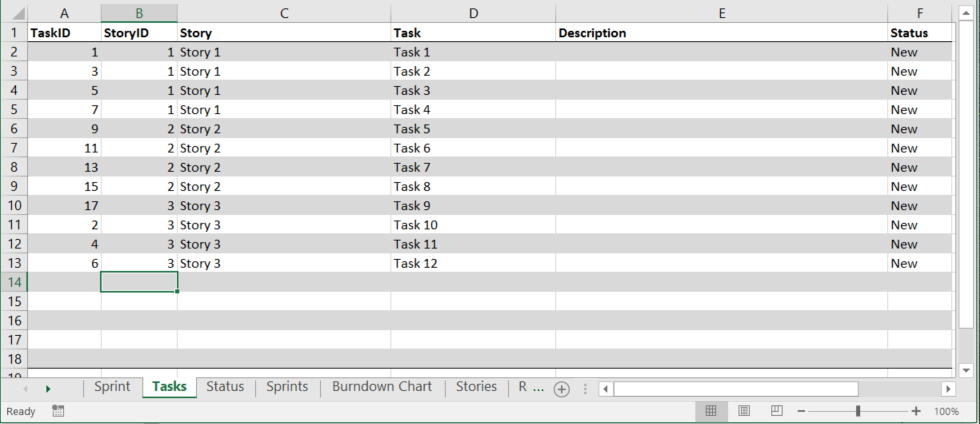 A B C D E F
1 TaskID StoryID Story Task Description Status
2 1 1 Story 1 Task 1 New
3 3 1 Story 1 Task 2 New
4 5 1 Story 1 Task 3 New
5 7 1 Story 1 Task 4 New
6 9 2 Story 2 Task 5 New
7 11 2 Story 2 Task 6 New
8 13 2 Story 2 Task 7 New
9 15 2 Story 2 Task 8 New
10 17 3 Story 3 Task 9 New
11 2 3 Story 3 Task 10 New
12 4 3 Story 3 Task 11 New
13 6 3 Story 3 Task 12 New
14
15
16
17
18
19
Sprint Tasks Status Sprints Burndown Chart Stories R ...
Ready 100%